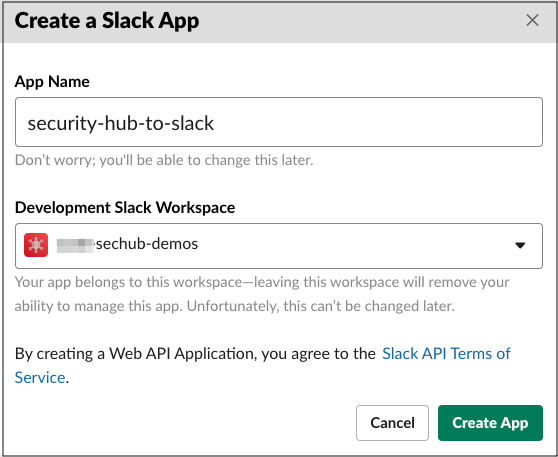 Create a Slack App
App Name
security-hub-to-slack
Don't worry; you'll be able to change this later.
Development Slack Workspace
-sechub-demos
Your app belongs to this workspace—leaving this workspace will remove your
ability to manage this app. Unfortunately, this can't be changed later.
By creating a Web API Application, you agree to the Slack API Terms of
Service.
Cancel
Create App